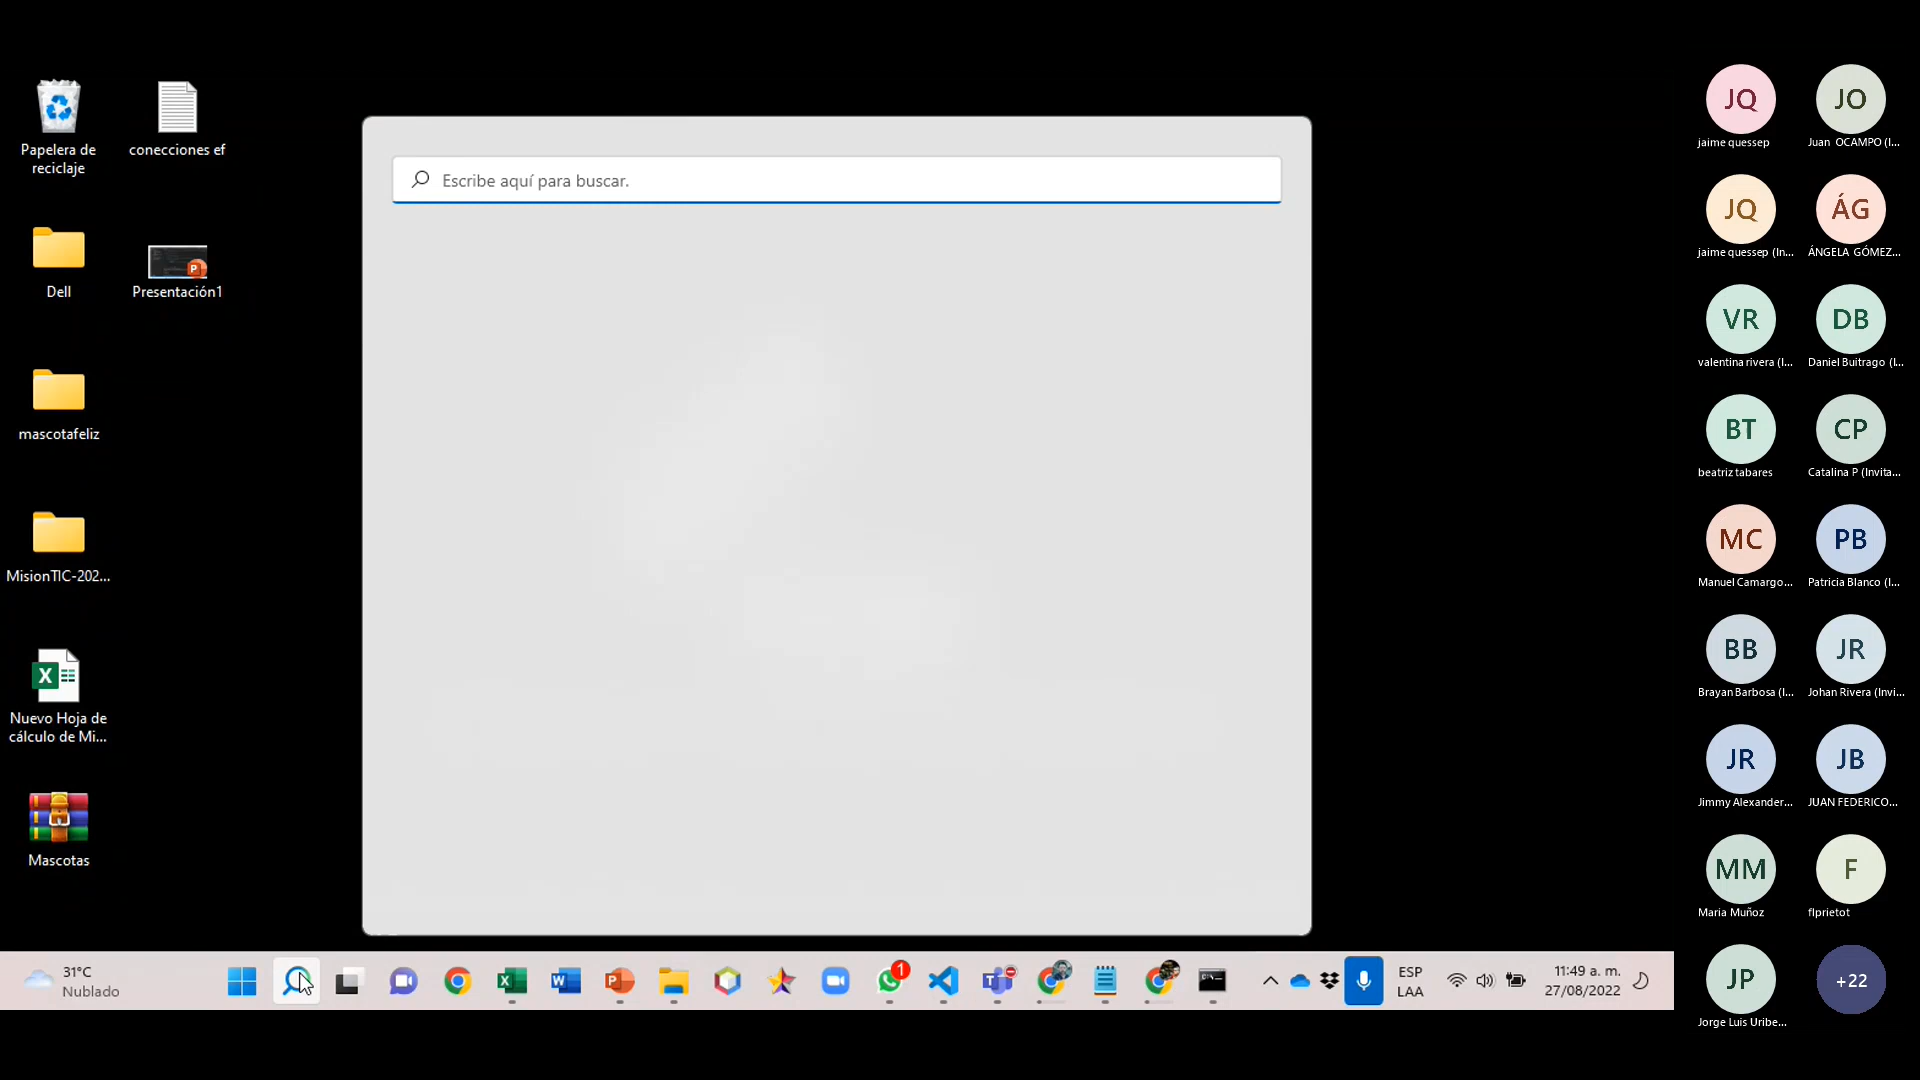 Papelera de
reciclaje
conecciones ef
Dell
P
Presentación1
mascotafeliz
MisionTIC-202...
X
Nuevo Hoja de
cálculo de Mi...
Mascotas
Escribe aquí para buscar.
31°C
Nublado
1
ESP
LAA
11:49 a. m.
27/08/2022
JQ
jaime quessep
JO
Juan OCAMPO (I...
JQ
jaime quessep (In...
ÁG
ÁNGELA GÓMEZ...
VR
valentina rivera (I...
DB
Daniel Buitrago (I...
BT
beatriz tabares
CP
Catalina P (Invita...
MC
Manuel Camargo...
PB
Patricia Blanco (I...
BB
Brayan Barbosa (I...
JR
Johan Rivera (Invi...
JR
Jimmy Alexander...
JB
JUAN FEDERICO...
MM
Maria Muñoz
F
flprietot
JP
Jorge Luis Uribe...
+22